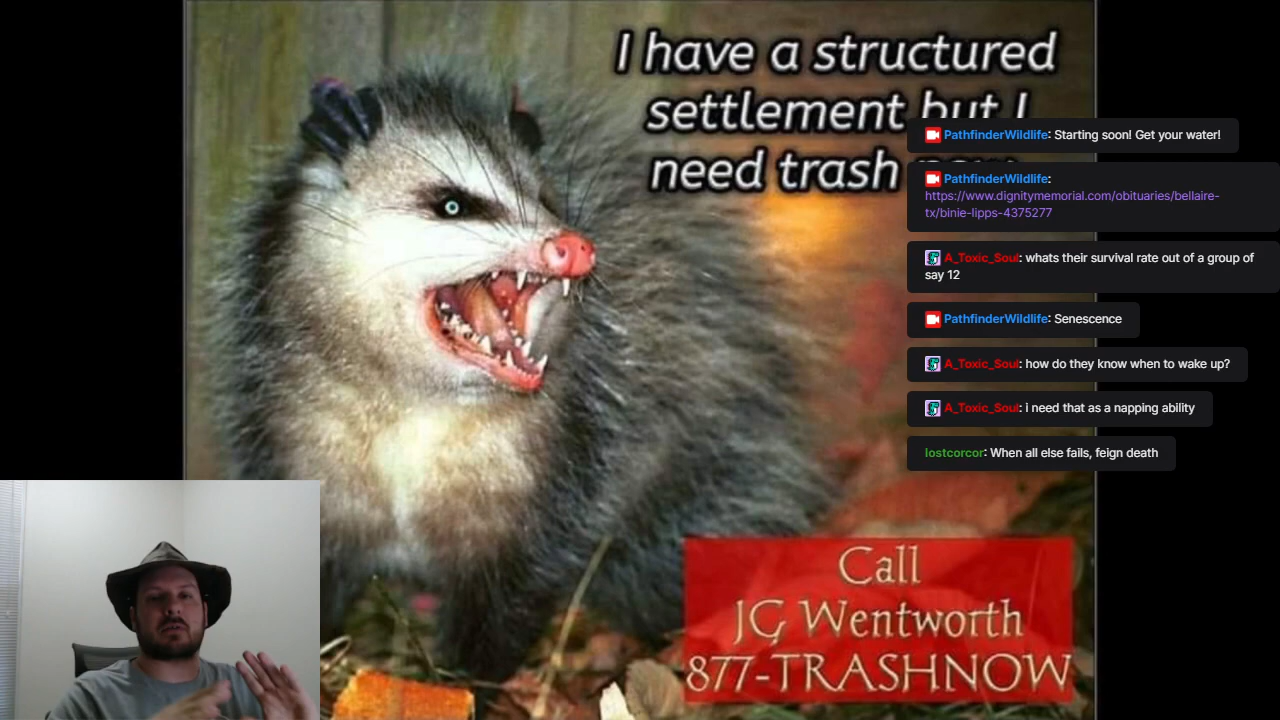 I have a structured
settlement but I
need trash
PathfinderWildlife: Starting soon! Get your water!
PathfinderWildlife:
https://www.dignitymemorial.com/obituaries/bellaire-
tx/binie-lipps-4375277
A_Toxic_Soul: whats their survival rate out of a group of
say 12
PathfinderWildlife: Senescence
A_Toxic_Soul: how do they know when to wake up?
A_Toxic_Soul: i need that as a napping ability
lostcorcor: When all else fails, feign death
Call
JG Wentworth
877-TRASHNOW